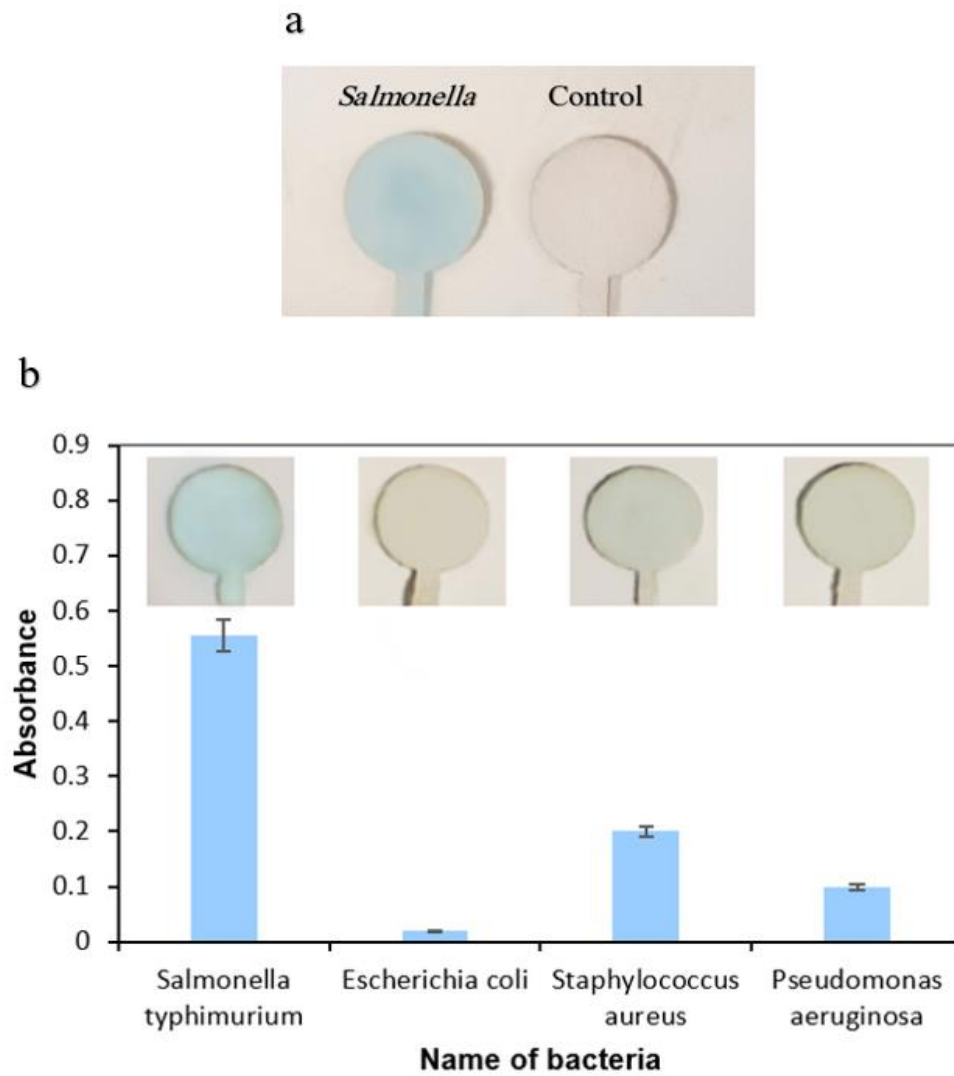 a
Salmonella Control
b
0.9
0.8
0.7
0.6
0.5
0.4
0.3
0.2
0.1
0
Absorbance
Salmonella typhimurium
Escherichia coli
Staphylococcus aureus
Pseudomonas aeruginosa
Name of bacteria